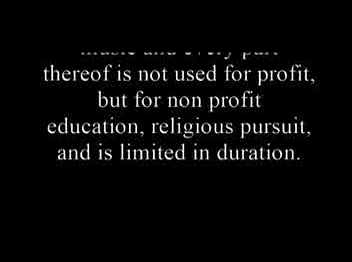 music and every part
thereof is not used for profit,
but for non profit
education, religious pursuit,
and is limited in duration.